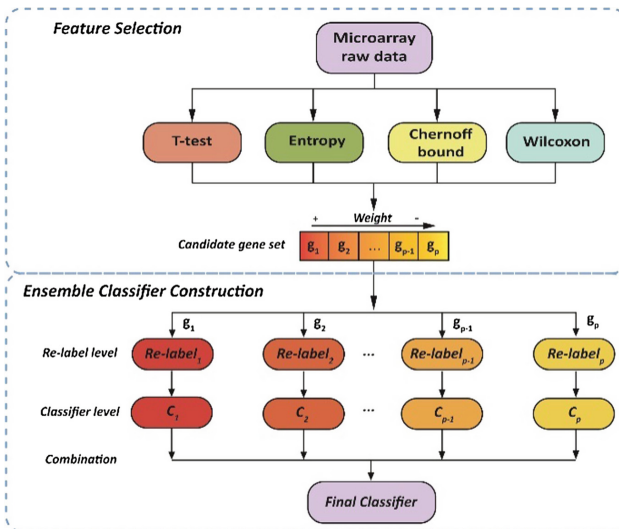 Feature Selection
Microarray
raw data
T-test
Entropy
Chernoff
bound
Wilcoxon
+ Weight -
Candidate gene set
g1 g2 ... gp-1 gp
Ensemble Classifier Construction
g1 g2 gp-1 gp
Re-label level Re-label1 Re-label2 ... Re-labelp-1 Re-labelp
Classifier level C1 C2 ... Cp-1 Cp
Combination
Final Classifier